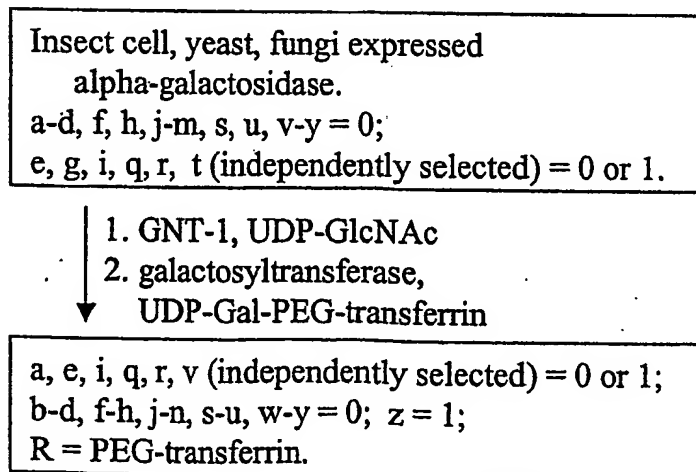 Insect cell, yeast, fungi expressed
alpha-galactosidase.
a-d, f, h, j-m, s, u, v-y = 0;
e, g, i, q, r, t (independently selected) = 0 or 1.
1. GNT-1, UDP-GlcNAc
2. galactosyltransferase,
UDP-Gal-PEG-transferrin
a, e, i, q, r, v (independently selected) = 0 or 1;
b-d, f-h, j-n, s-u, w-y = 0; z = 1;
R = PEG-transferrin.